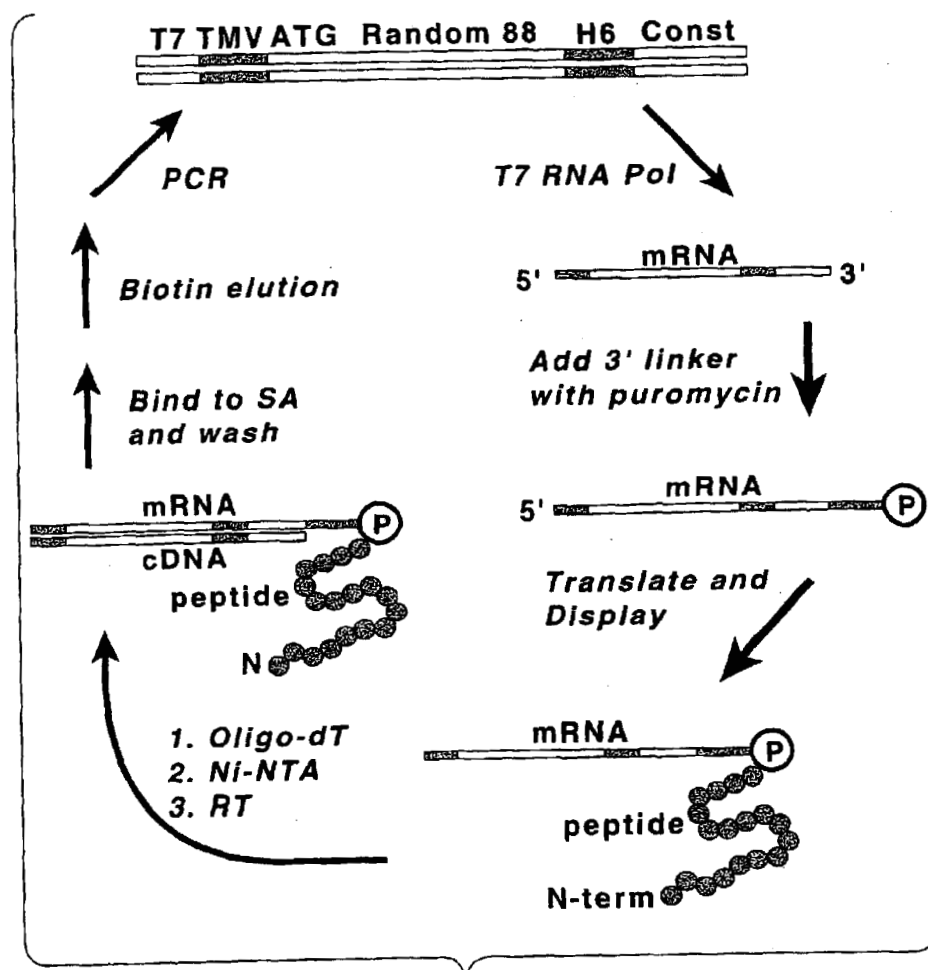 T7 TMV ATG Random 88 H6 Const
PCR
T7 RNA Pol
mRNA
5' 3'
Biotin elution
Add 3' linker
with puromycin
Bind to SA
and wash
mRNA
5' P
mRNA
P
cDNA
peptide
N
Translate and
Display
1. Oligo-dT
2. Ni-NTA
3. RT
mRNA
P
peptide
N-term